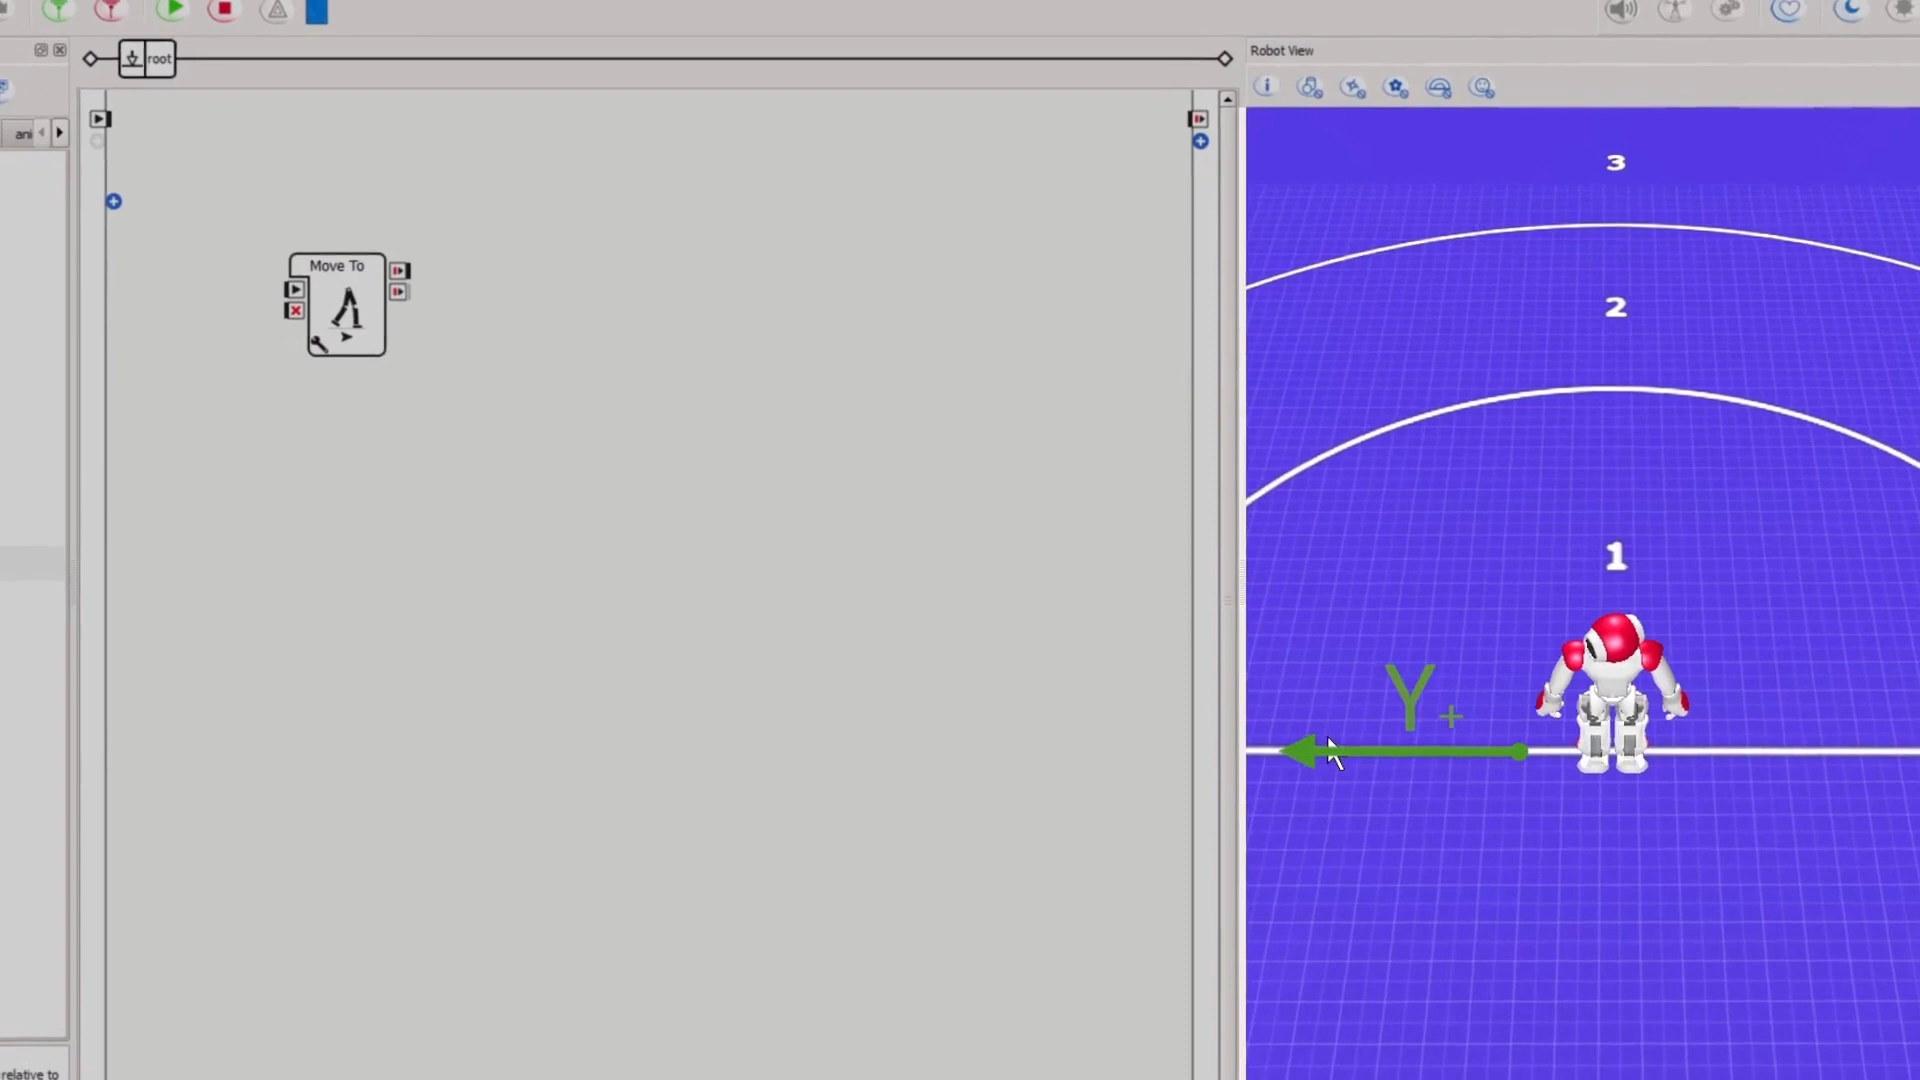 root
Robot View
i
ani
3
Move To
2
1
Y+
relative to